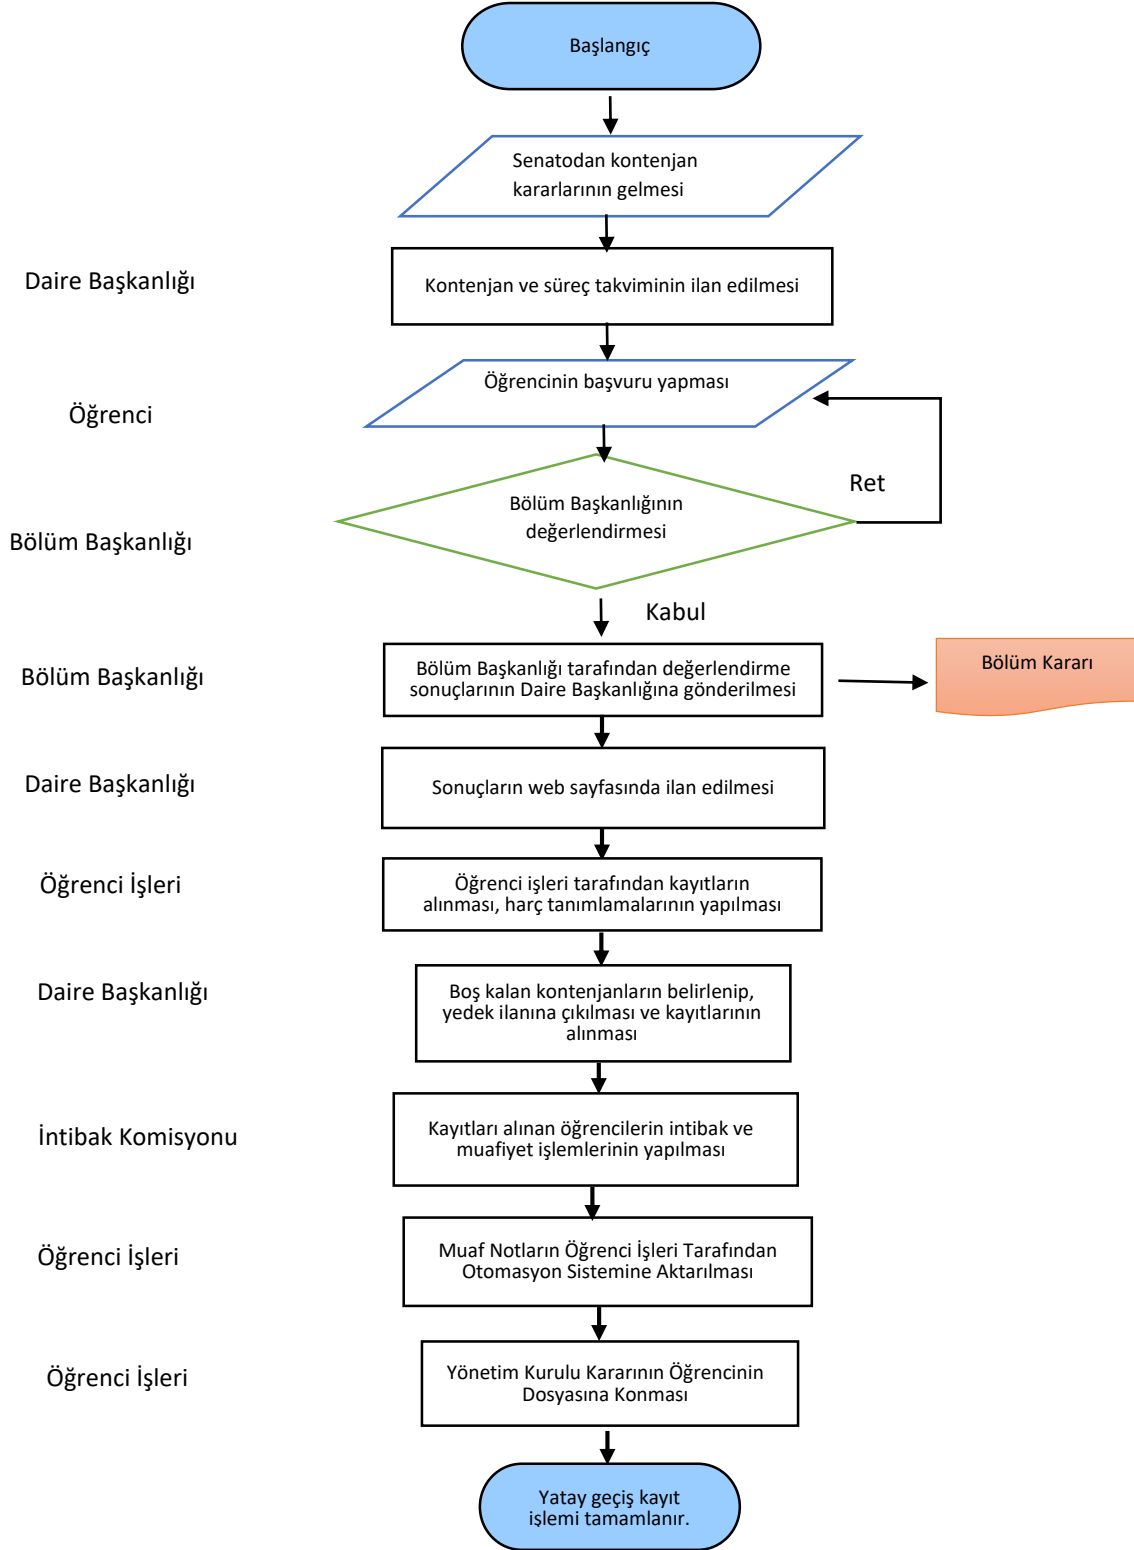 Başlangıç
Senatodan kontenjan
kararlarının gelmesi
Daire Başkanlığı
Kontenjan ve süreç takviminin ilan edilmesi
Öğrencinin başvuru yapması
Öğrenci
Ret
Bölüm Başkanlığının
değerlendirmesi
Bölüm Başkanlığı
Kabul
Bölüm Başkanlığı
Bölüm Başkanlığı tarafından değerlendirme
sonuçlarının Daire Başkanlığına gönderilmesi
Bölüm Kararı
Daire Başkanlığı
Sonuçların web sayfasında ilan edilmesi
Öğrenci İşleri
Öğrenci işleri tarafından kayıtların
alınması, harç tanımlamalarının yapılması
Daire Başkanlığı
Boş kalan kontenjanların belirlenip,
yedek ilanına çıkılması ve kayıtlarının
alınması
İntibak Komisyonu
Kayıtları alınan öğrencilerin intibak ve
muafiyet işlemlerinin yapılması
Öğrenci İşleri
Muaf Notların Öğrenci İşleri Tarafından
Otomasyon Sistemine Aktarılması
Öğrenci İşleri
Yönetim Kurulu Kararının Öğrencinin
Dosyasına Konması
Yatay geçiş kayıt
işlemi tamamlanır.